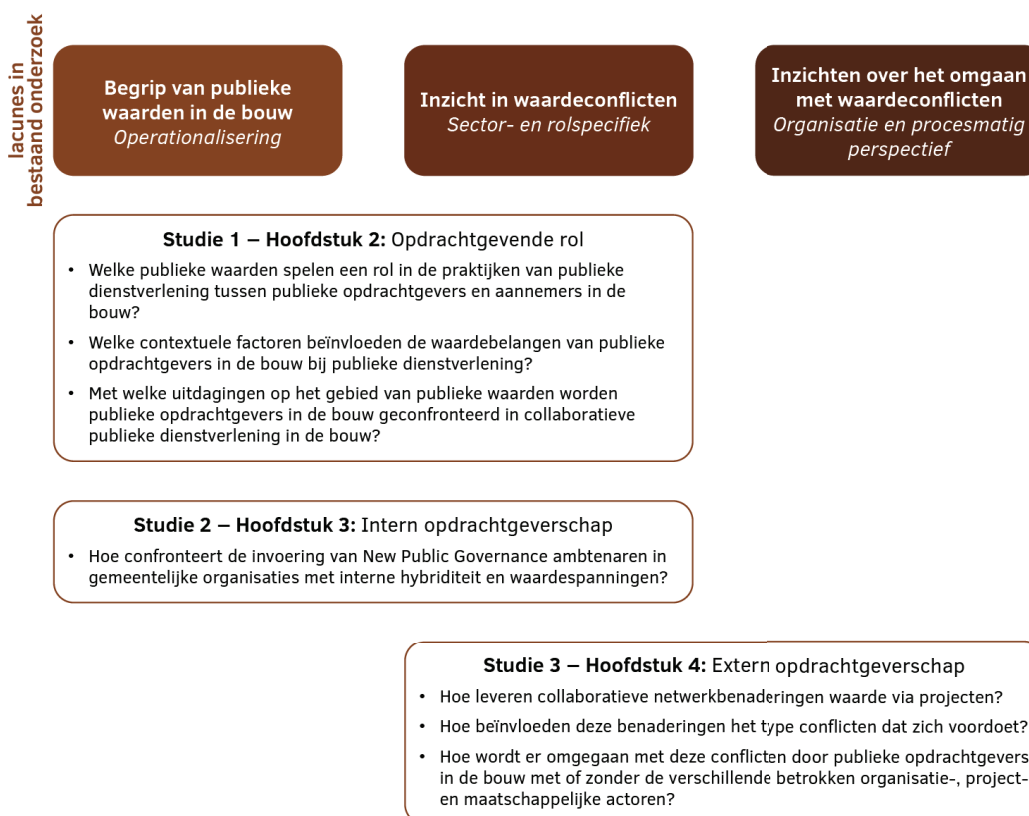 lacunes in
bestaand onderzoek
Begrip van publieke
waarden in de bouw
Operationalisering
Inzicht in waardeconflicten
Sector- en rolspecifiek
Inzichten over het omgaan
met waardeconflicten
Organisatie en procesmatig
perspectief
Studie 1 – Hoofdstuk 2: Opdrachtgevende rol
• Welke publieke waarden spelen een rol in de praktijken van publieke
dienstverlening tussen publieke opdrachtgevers en aannemers in de
bouw?
• Welke contextuele factoren beïnvloeden de waardebelangen van publieke
opdrachtgevers in de bouw bij publieke dienstverlening?
• Met welke uitdagingen op het gebied van publieke waarden worden
publieke opdrachtgevers in de bouw geconfronteerd in collaboratieve
publieke dienstverlening in de bouw?
Studie 2 – Hoofdstuk 3: Intern opdrachtgeverschap
• Hoe confronteert de invoering van New Public Governance ambtenaren in
gemeentelijke organisaties met interne hybriditeit en waardespanningen?
Studie 3 – Hoofdstuk 4: Extern opdrachtgeverschap
• Hoe leveren collaboratieve netwerkbenaderingen waarde via projecten?
• Hoe beïnvloeden deze benaderingen het type conflicten dat zich voordoet?
• Hoe wordt er omgegaan met deze conflicten door publieke opdrachtgevers
in de bouw met of zonder de verschillende betrokken organisatie-, project-
en maatschappelijke actoren?